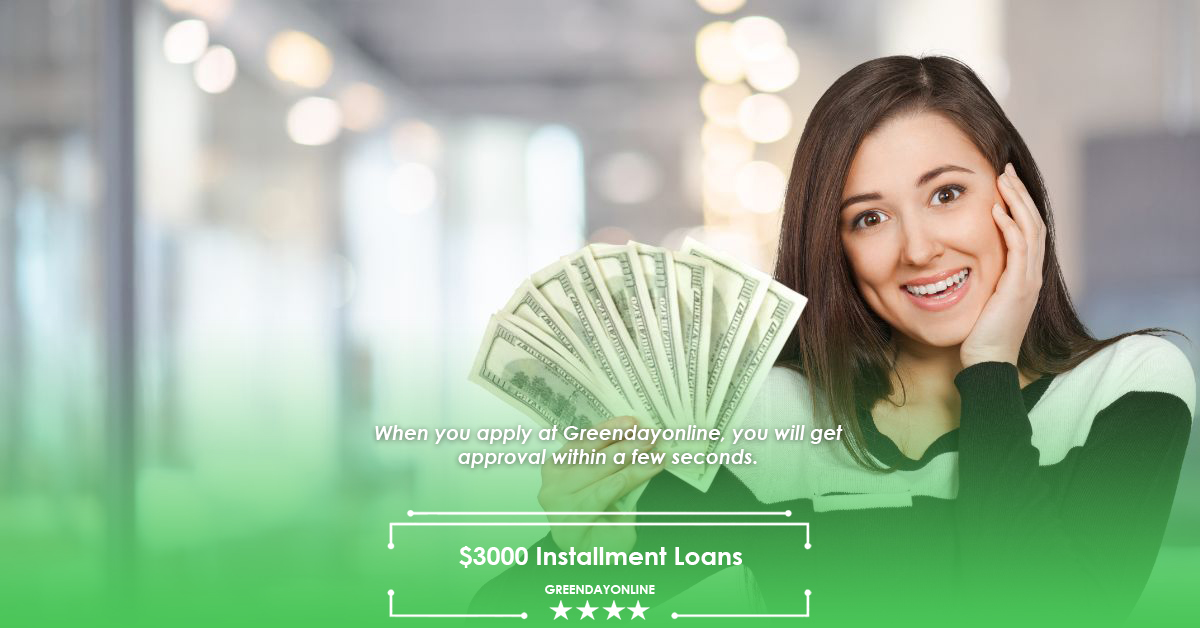 When you apply at Greendayonline, you will get
approval within a few seconds.
$3000 Installment Loans
GREENDAYONLINE